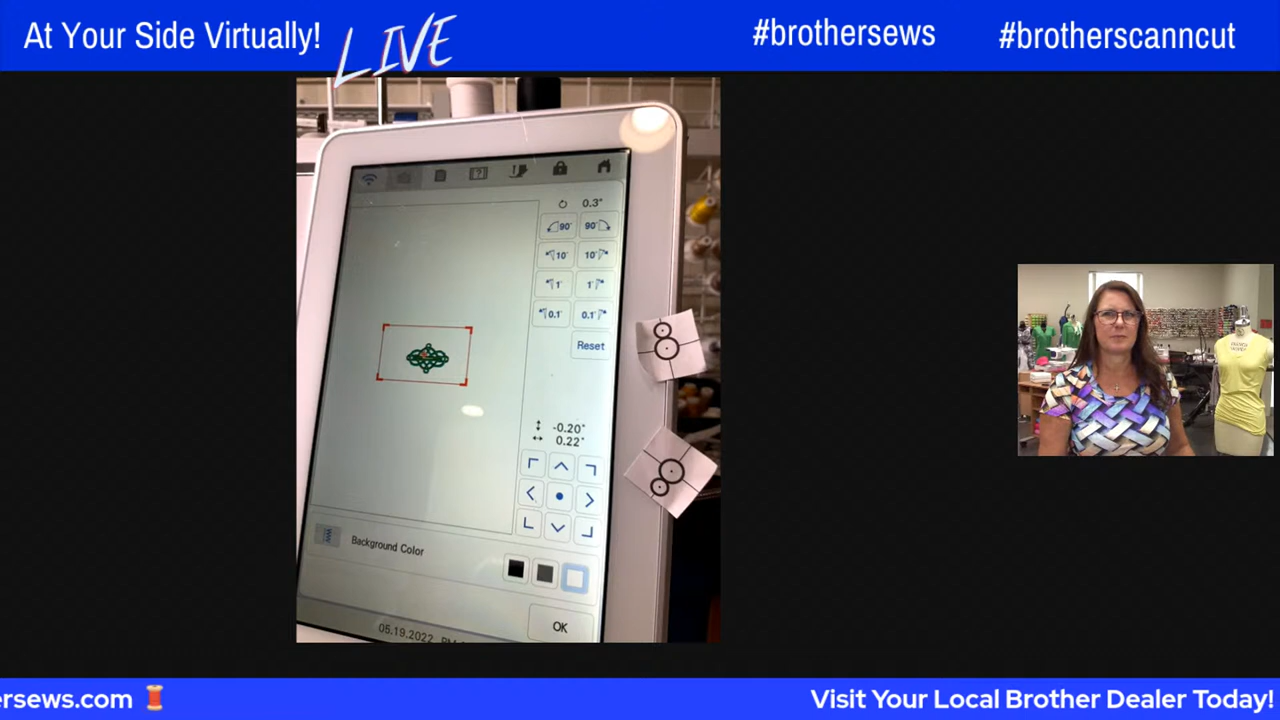 At Your Side Virtually!
LIVE
#brothersews
#brotherscanncut
0.3°
90°
90°
10°
10°
1°
1°
0.1°
0.1°
Reset
-0.20"
0.22"
Background Color
OK
05.19.2022
ersews.com
Visit Your Local Brother Dealer Today!